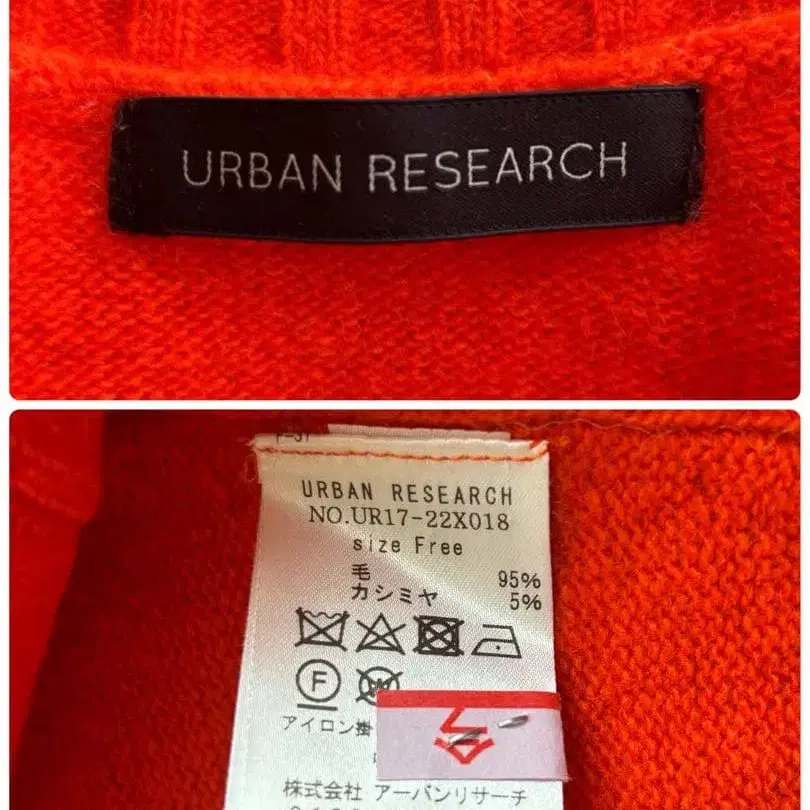 URBAN RESEARCH
URBAN RESEARCH
NO.UR17-22X018
size Free
毛 95%
カシミヤ 5%
F
W
アイロン掛
株式会社 アーバンリサーチ